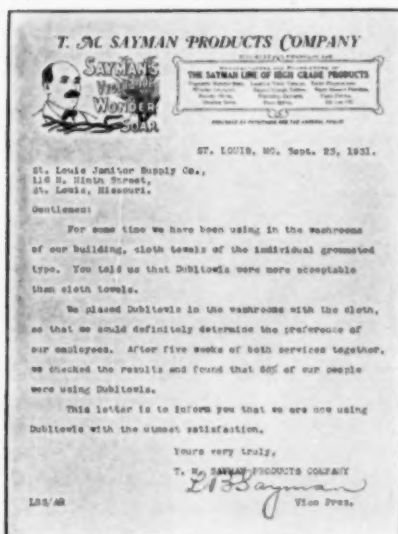 T. M. SAYMAN PRODUCTS COMPANY
SAYMAN'S
WONDER
SOAP
THE SAYMAN LINE OF HIGH GRADE PRODUCTS
ST. LOUIS, MO. Sept. 23, 1931.
St. Louis Janitor Supply Co.,
116 N. Ninth Street,
St. Louis, Missouri.
Gentlemen:
For some time we have been using in the washrooms
of our building, cloth towels of the individual grommeted
type. You told us that Dubltowls were more acceptable
than cloth towels.
We placed Dubltowls in the washrooms with the cloth,
so that we could definitely determine the preference of
our employees. After five weeks of both services together,
we checked the results and found that of our people
were using Dubltowls.
This letter is to inform you that we are now using
Dubltowls with the utmost satisfaction.
Yours very truly,
T. M. SAYMAN PRODUCTS COMPANY
Sayman
Vice Pres.